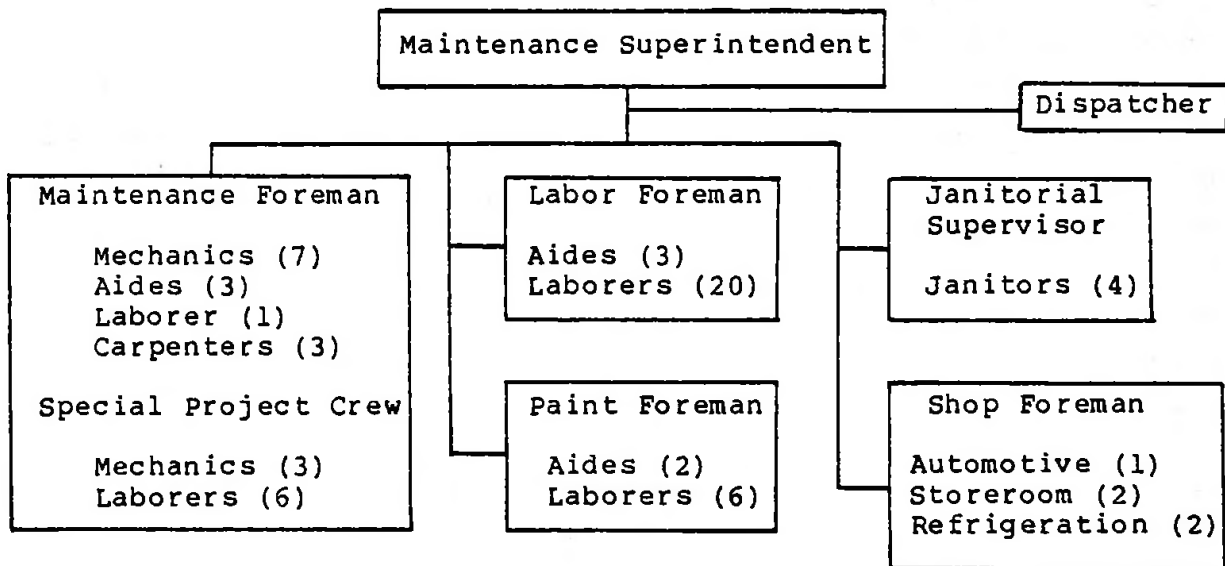 Maintenance Superintendent
Dispatcher
Maintenance Foreman
Mechanics (7)
Aides (3)
Laborer (1)
Carpenters (3)
Special Project Crew
Mechanics (3)
Laborers (6)
Labor Foreman
Aides (3)
Laborers (20)
Paint Foreman
Aides (2)
Laborers (6)
Janitorial
Supervisor
Janitors (4)
Shop Foreman
Automotive (1)
Storeroom (2)
Refrigeration (2)